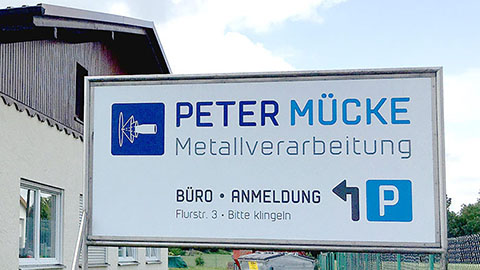 PETER MÜCKE
Metallverarbeitung
BÜRO • ANMELDUNG
P
Flurstr. 3 • Bitte klingeln